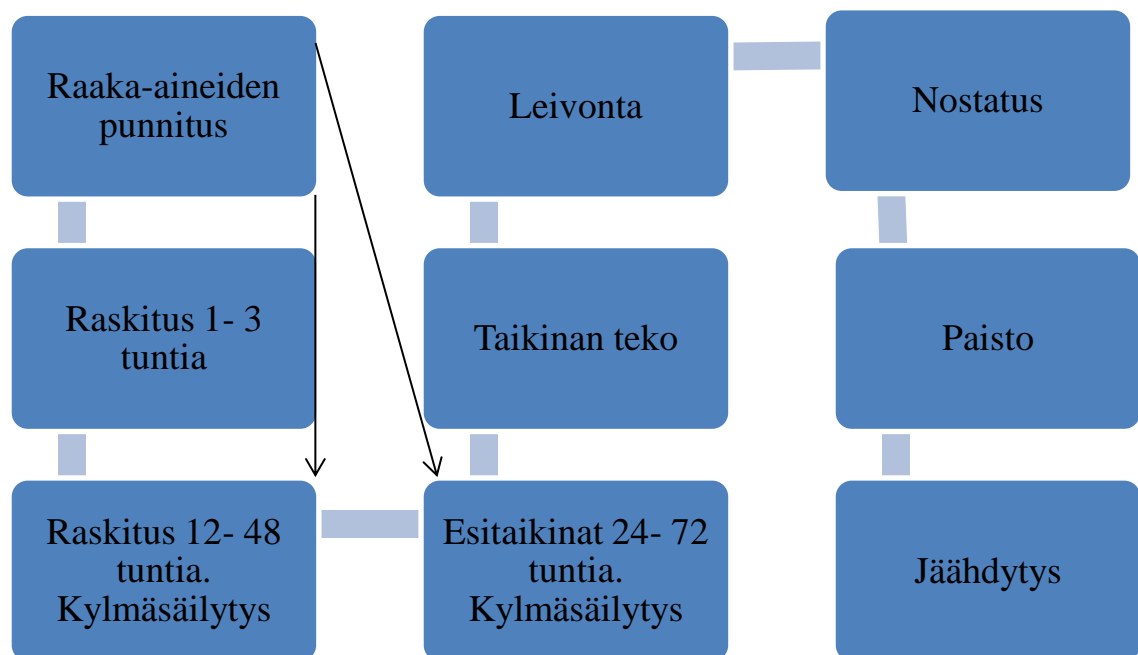 Raaka-aineiden
punnitus
Raskitus 1- 3
tuntia
Raskitus 12- 48
tuntia.
Kylmäsäilytys
Esitaikinat 24- 72
tuntia.
Kylmäsäilytys
Taikinan teko
Leivonta
Nostatus
Paisto
Jäähdytys